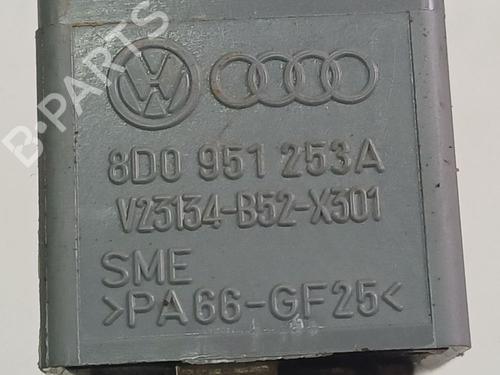 B-PARTS
8D0 951 253A
V23134-B52-X301
SME
>PA66-GF25<